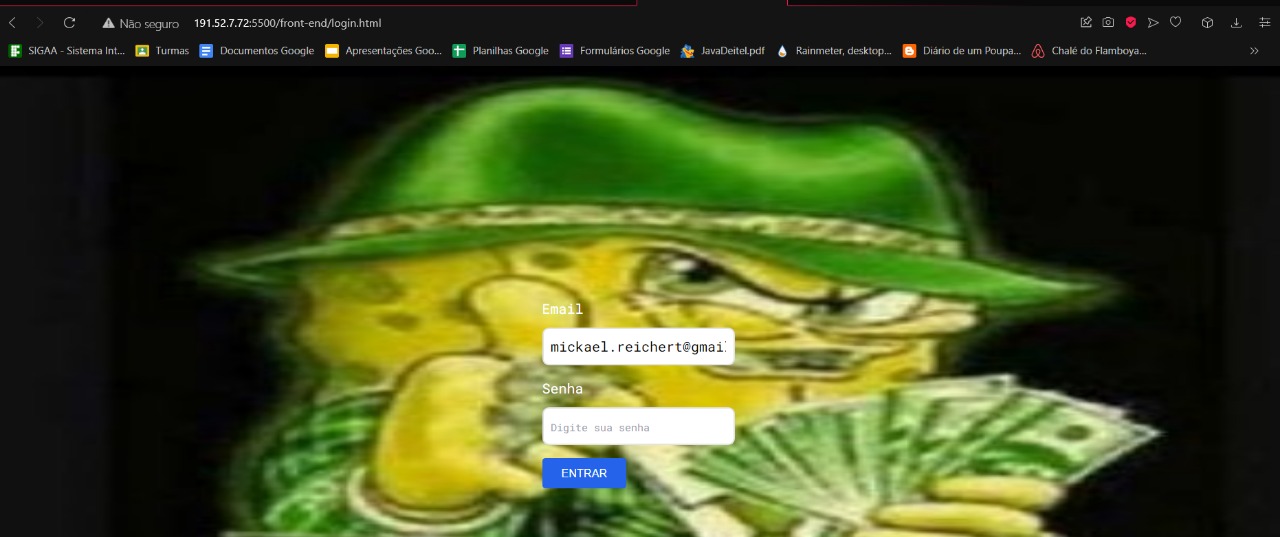 Não seguro 191.52.7.72:5500/front-end/login.html
SIGAA - Sistema Int... Turmas Documentos Google Apresentações Goo... Planilhas Google Formulários Google JavaDeitel.pdf Rainmeter, desktop... Diário de um Poupa... Chalé do Flamboya...
Email
mickael.reichert@gmail
Senha
Digite sua senha
ENTRAR